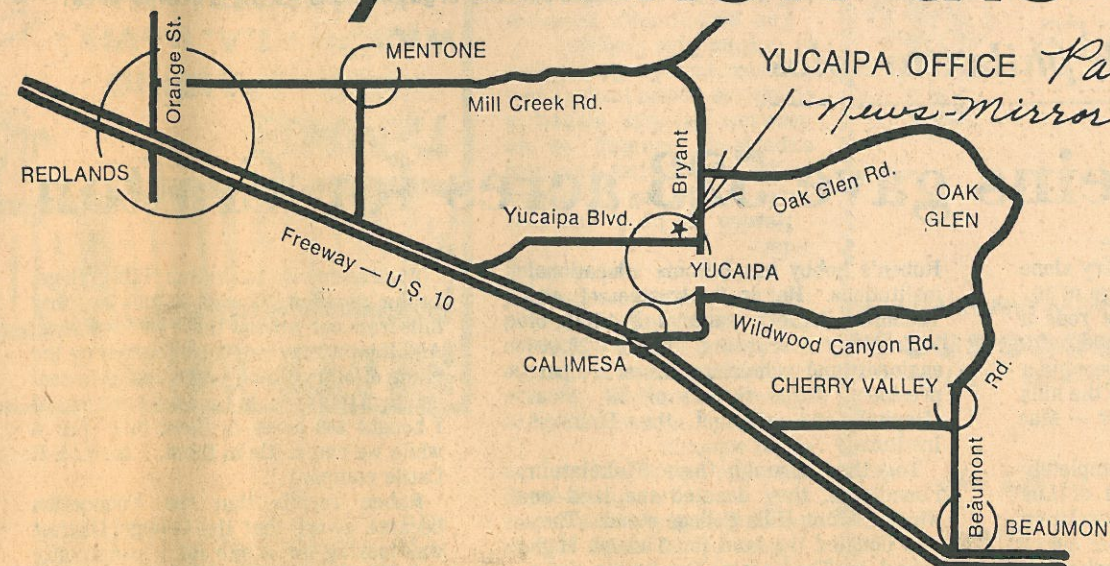 Orange St.
MENTONE
Mill Creek Rd.
YUCAIPA OFFICE
News-Mirror
REDLANDS
Bryant
Oak Glen Rd.
OAK
GLEN
Yucaipa Blvd.
Freeway — U.S. 10
YUCAIPA
Wildwood Canyon Rd.
CALIMESA
CHERRY VALLEY
Beaumont Rd.
BEAUMON